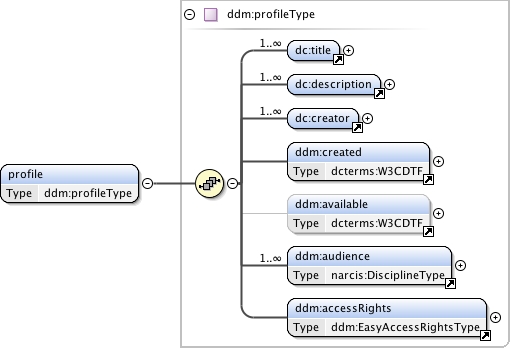 ddm:profileType
1..∞
dc:title
1..∞
dc:description
1..∞
dc:creator
ddm:created
Type dcterms:W3CDTF
profile
Type ddm:profileType
ddm:available
Type dcterms:W3CDTF
1..∞
ddm:audience
Type narcis:DisciplineType
ddm:accessRights
Type ddm:EasyAccessRightsType